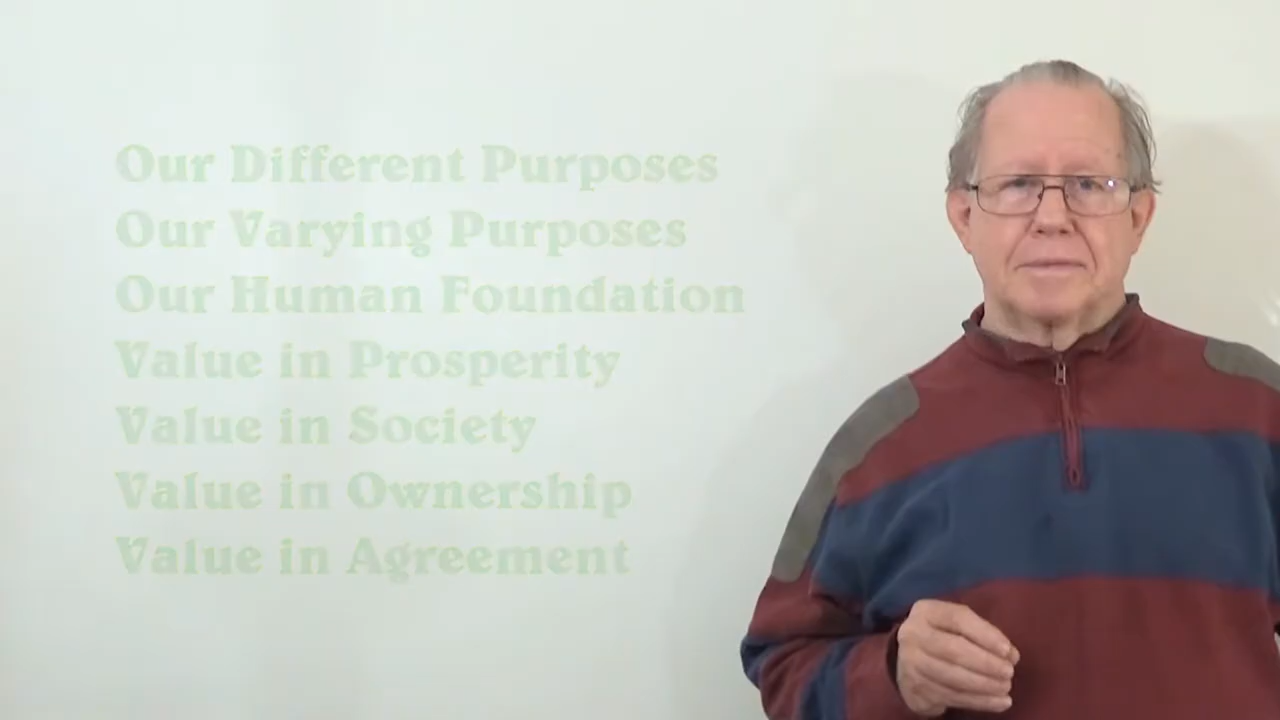 Our Different Purposes
Our Varying Purposes
Our Human Foundation
Value in Prosperity
Value in Society
Value in Ownership
Value in Agreement